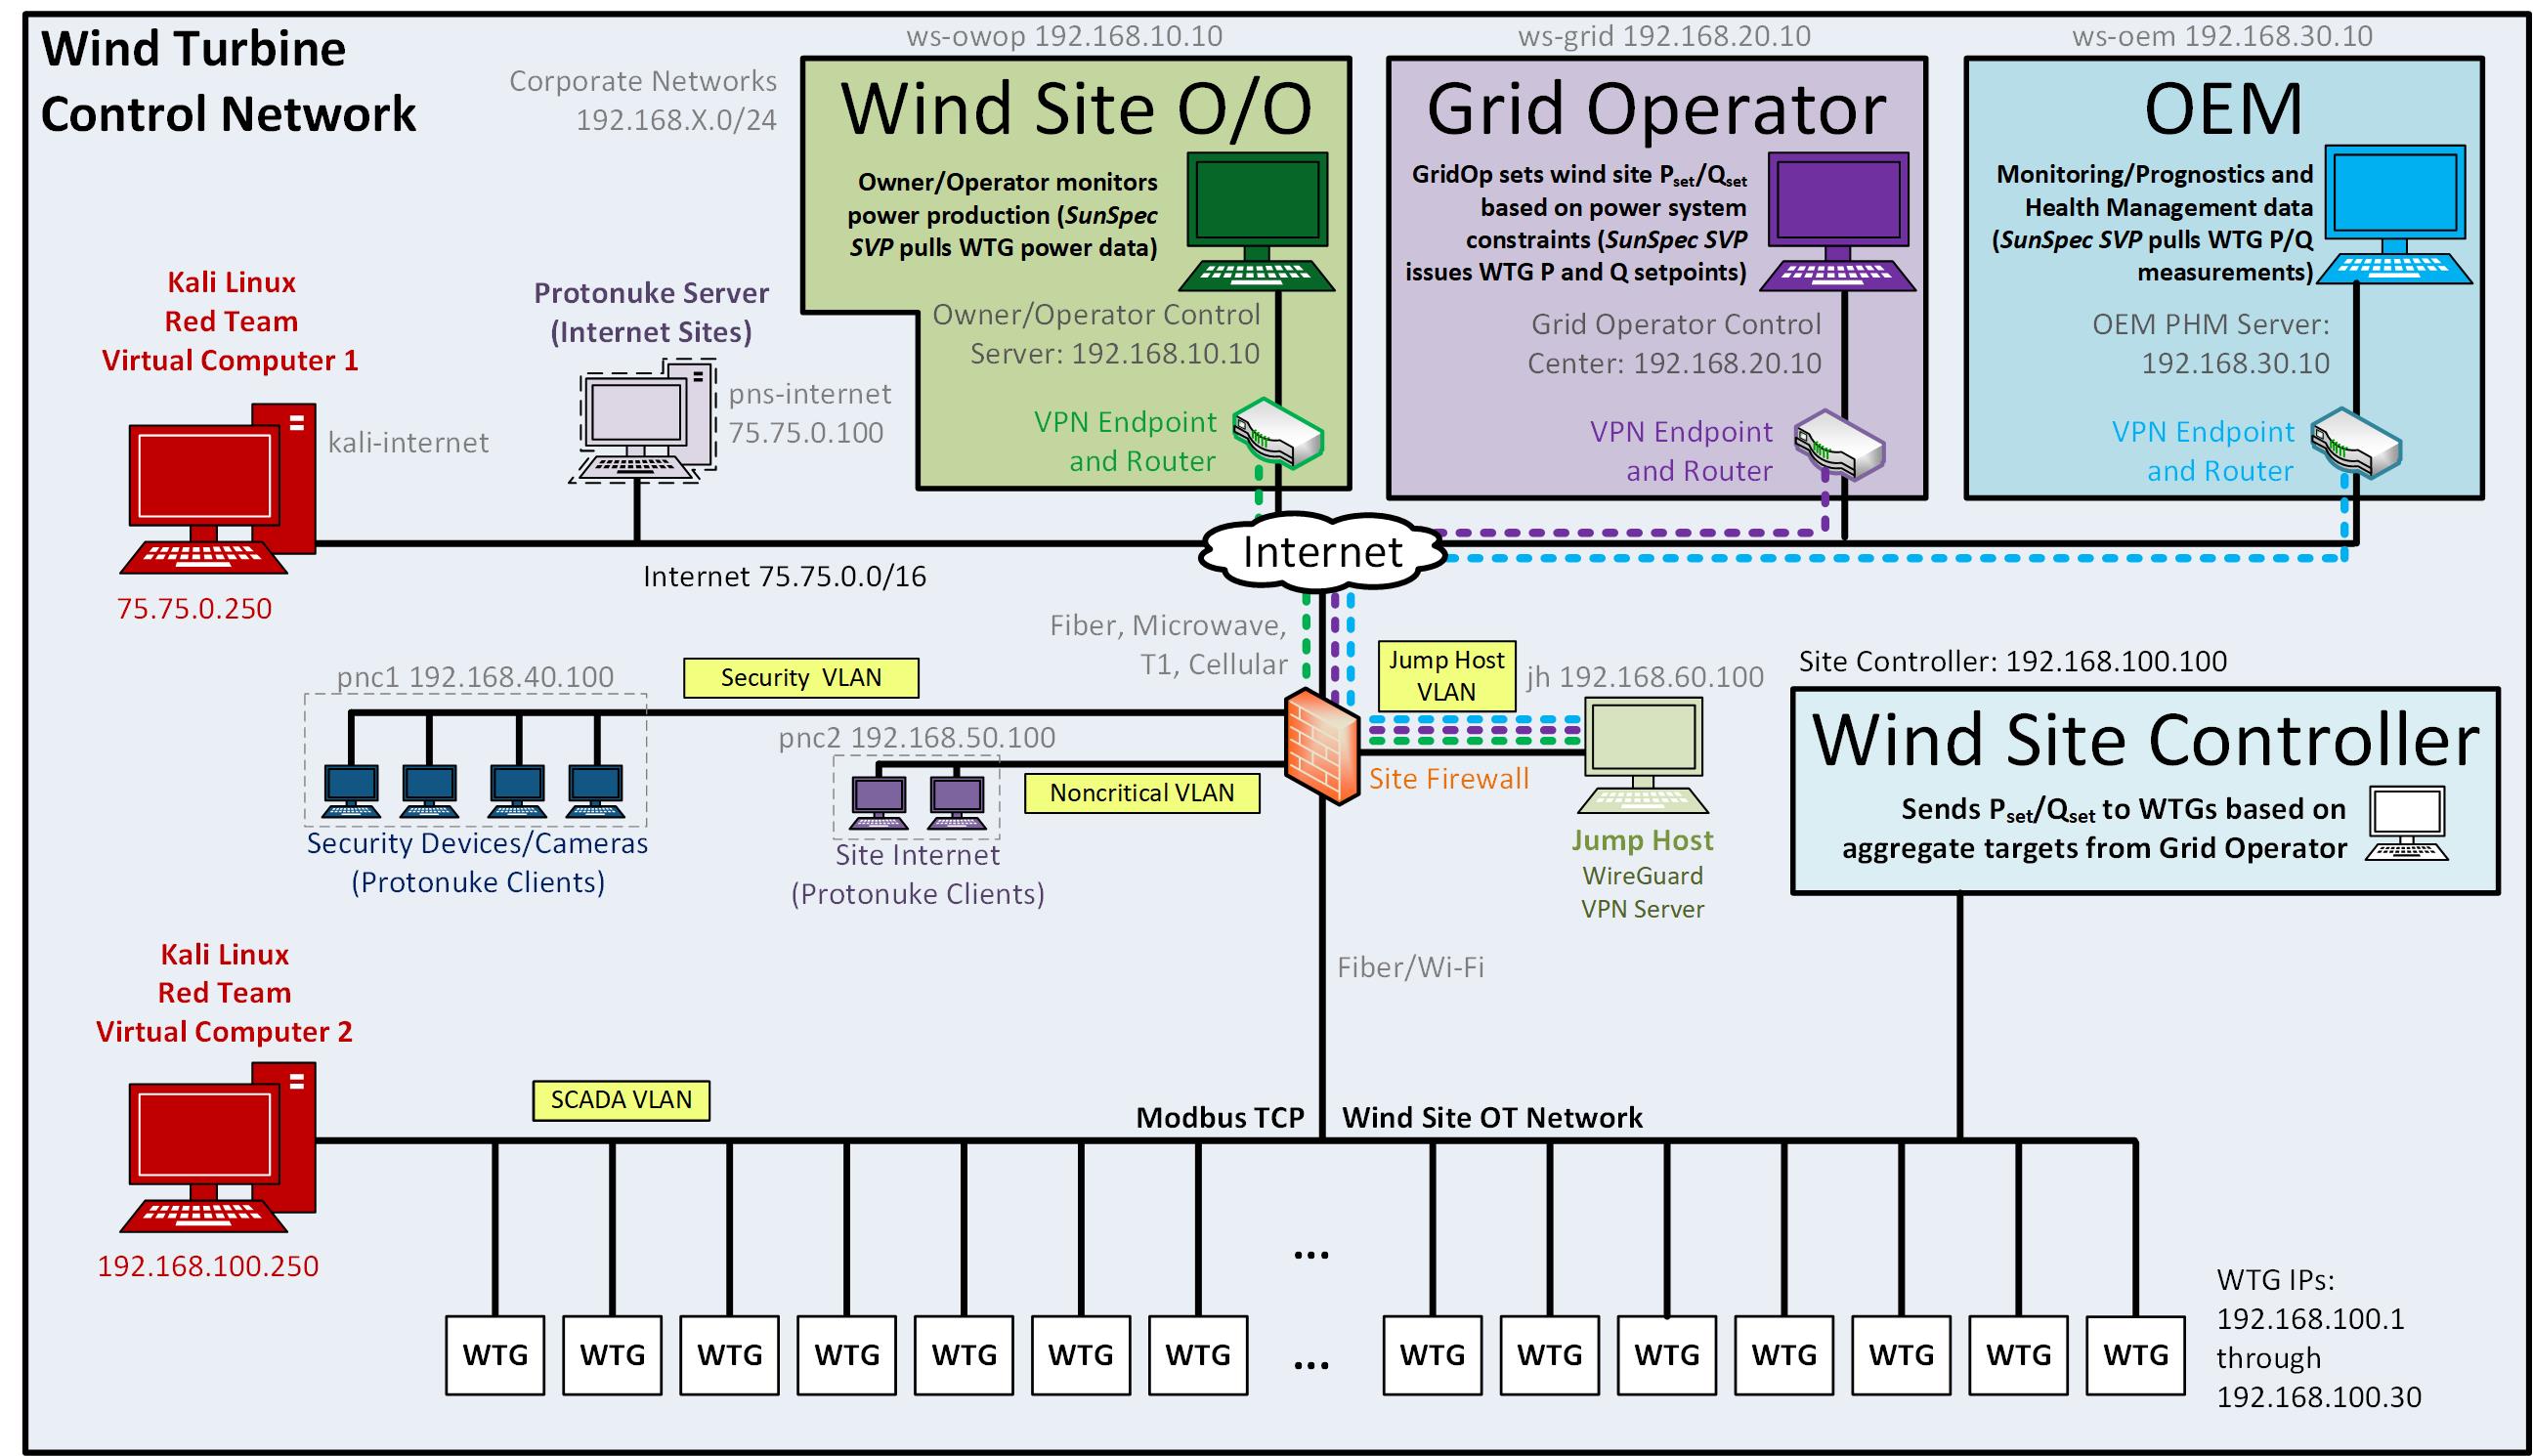 Wind Turbine
Control Network
Corporate Networks
192.168.X.0/24
ws-owop 192.168.10.10
Wind Site O/O
Owner/Operator monitors
power production (SunSpec
SVP pulls WTG power data)
Owner/Operator Control
Server: 192.168.10.10
VPN Endpoint
and Router
ws-grid 192.168.20.10
Grid Operator
GridOp sets wind site Pset/Qset
based on power system
constraints (SunSpec SVP
issues WTG P and Q setpoints)
Grid Operator Control
Center: 192.168.20.10
VPN Endpoint
and Router
ws-oem 192.168.30.10
OEM
Monitoring/Prognostics and
Health Management data
(SunSpec SVP pulls WTG P/Q
measurements)
OEM PHM Server:
192.168.30.10
VPN Endpoint
and Router
Kali Linux
Red Team
Virtual Computer 1
kali-internet
75.75.0.250
Protonuke Server
(Internet Sites)
pns-internet
75.75.0.100
Internet
Internet 75.75.0.0/16
Fiber, Microwave,
T1, Cellular
pnc1 192.168.40.100
Security VLAN
Security Devices/Cameras
(Protonuke Clients)
pnc2 192.168.50.100
Noncritical VLAN
Site Internet
(Protonuke Clients)
Jump Host
VLAN
jh 192.168.60.100
Site Firewall
Jump Host
WireGuard
VPN Server
Site Controller: 192.168.100.100
Wind Site Controller
Sends Pset/Qset to WTGs based on
aggregate targets from Grid Operator
Fiber/Wi-Fi
Kali Linux
Red Team
Virtual Computer 2
192.168.100.250
SCADA VLAN
Modbus TCP
Wind Site OT Network
...
WTG WTG WTG WTG WTG WTG WTG ... WTG WTG WTG WTG WTG WTG WTG
WTG IPs:
192.168.100.1
through
192.168.100.30